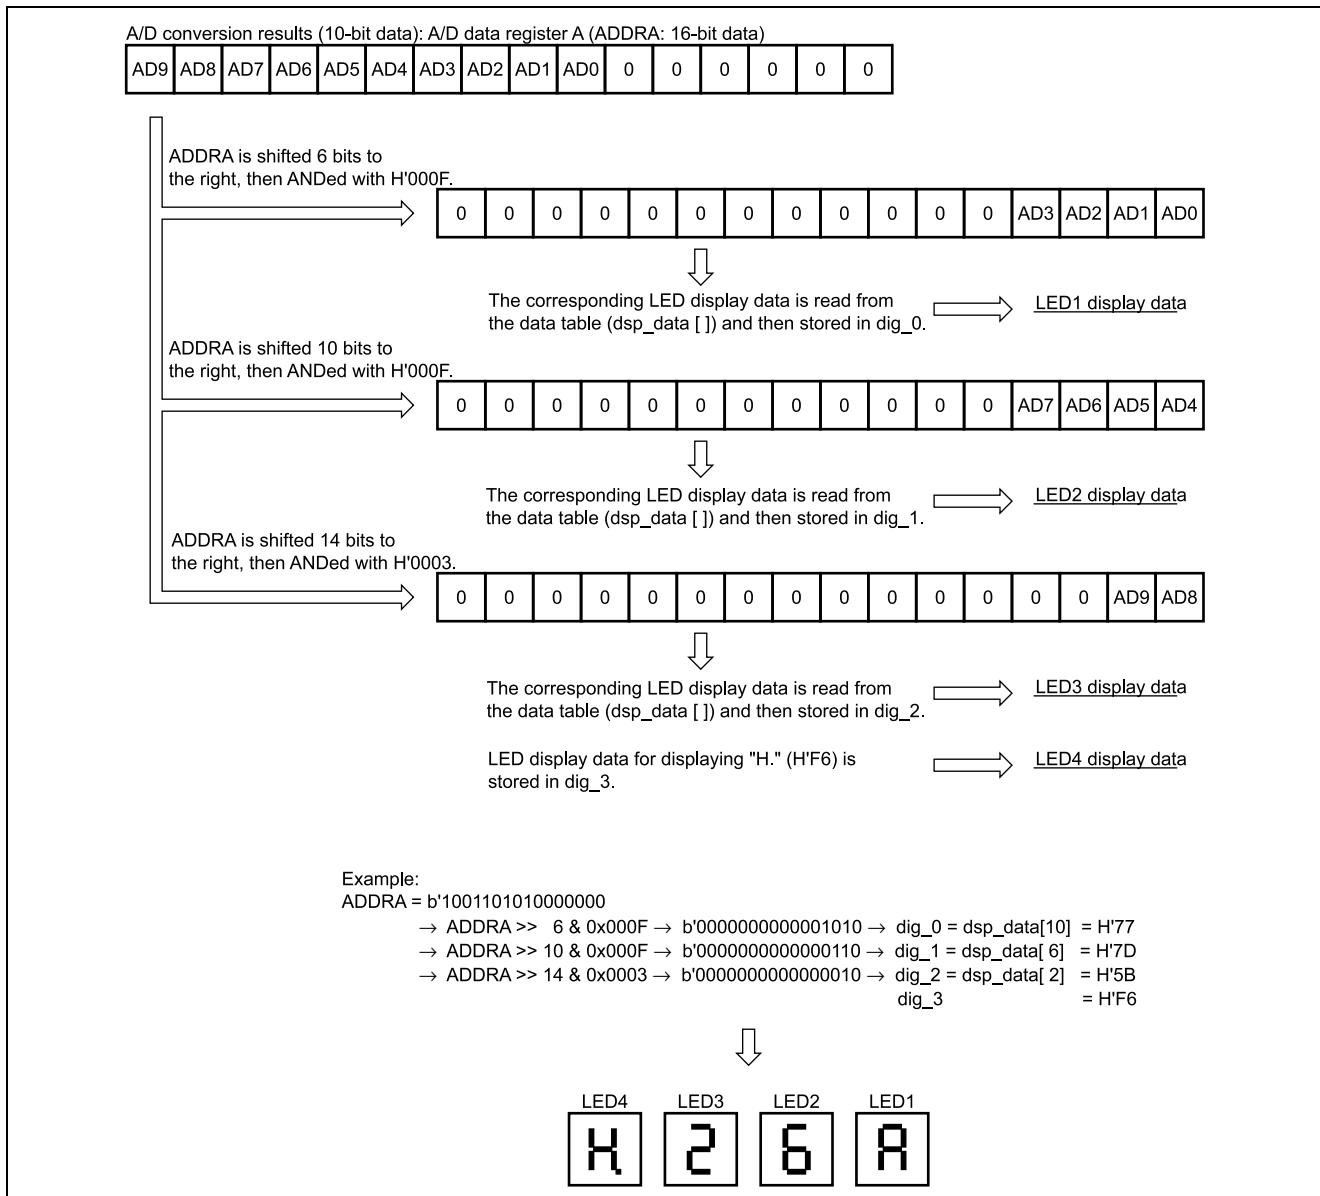 A/D conversion results (10-bit data): A/D data register A (ADDRA: 16-bit data)
AD9 AD8 AD7 AD6 AD5 AD4 AD3 AD2 AD1 AD0 0 0 0 0 0 0
ADDRA is shifted 6 bits to
the right, then ANDed with H'000F.
0 0 0 0 0 0 0 0 0 0 0 0 AD3 AD2 AD1 AD0
The corresponding LED display data is read from
the data table (dsp_data [ ]) and then stored in dig_0.
LED1 display data
ADDRA is shifted 10 bits to
the right, then ANDed with H'000F.
0 0 0 0 0 0 0 0 0 0 0 0 AD7 AD6 AD5 AD4
The corresponding LED display data is read from
the data table (dsp_data [ ]) and then stored in dig_1.
LED2 display data
ADDRA is shifted 14 bits to
the right, then ANDed with H'0003.
0 0 0 0 0 0 0 0 0 0 0 0 0 0 AD9 AD8
The corresponding LED display data is read from
the data table (dsp_data [ ]) and then stored in dig_2.
LED3 display data
LED display data for displaying "H." (H'F6) is
stored in dig_3.
LED4 display data
Example:
ADDRA = b'1001101010000000
→ ADDRA >> 6 & 0x000F → b'0000000000001010 → dig_0 = dsp_data[10] = H'77
→ ADDRA >> 10 & 0x000F → b'0000000000000110 → dig_1 = dsp_data[ 6] = H'7D
→ ADDRA >> 14 & 0x0003 → b'0000000000000010 → dig_2 = dsp_data[ 2] = H'5B
dig_3 = H'F6
LED4 LED3 LED2 LED1
H. 2 6 A